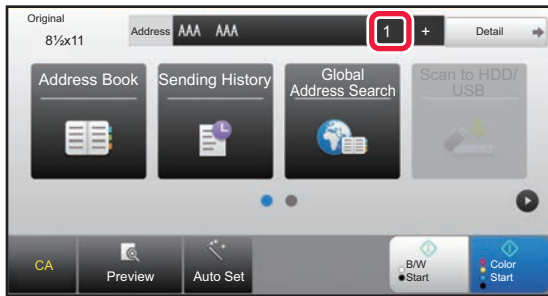 Original
8½x11
Address AAA AAA 1 + Detail
Address Book
Sending History
Global
Address Search
Scan to HDD/
USB
CA
Preview
Auto Set
B/W
Start
Color
Start